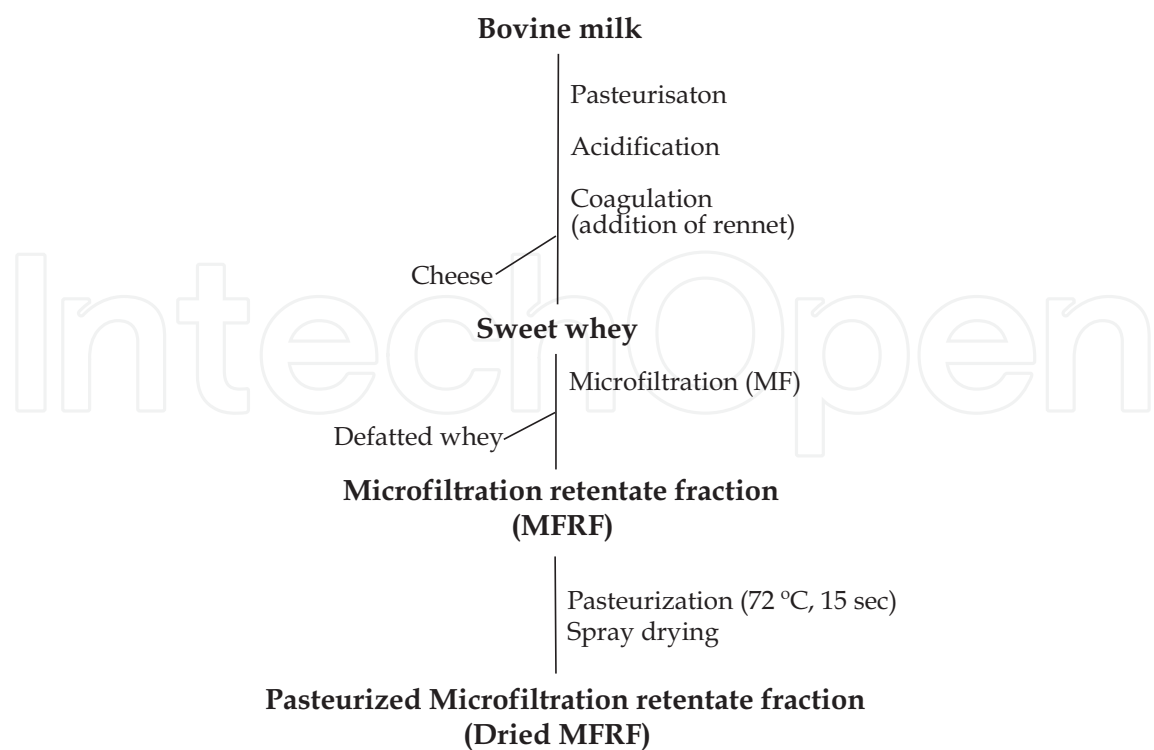 Bovine milk
Pasteurisaton
Acidification
Coagulation
(addition of rennet)
Cheese
IntechOpen
Sweet whey
Microfiltration (MF)
Defatted whey
Microfiltration retentate fraction
(MFRF)
Pasteurization (72 ºC, 15 sec)
Spray drying
Pasteurized Microfiltration retentate fraction
(Dried MFRF)